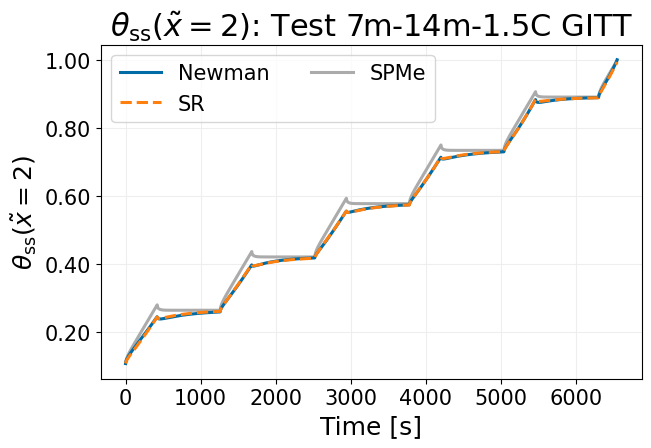 θss(x̃ = 2): Test 7m-14m-1.5C GITT
Newman
SPMe
SR
1.00
0.80
0.60
0.40
0.20
θss(x̃ = 2)
0 1000 2000 3000 4000 5000 6000
Time [s]